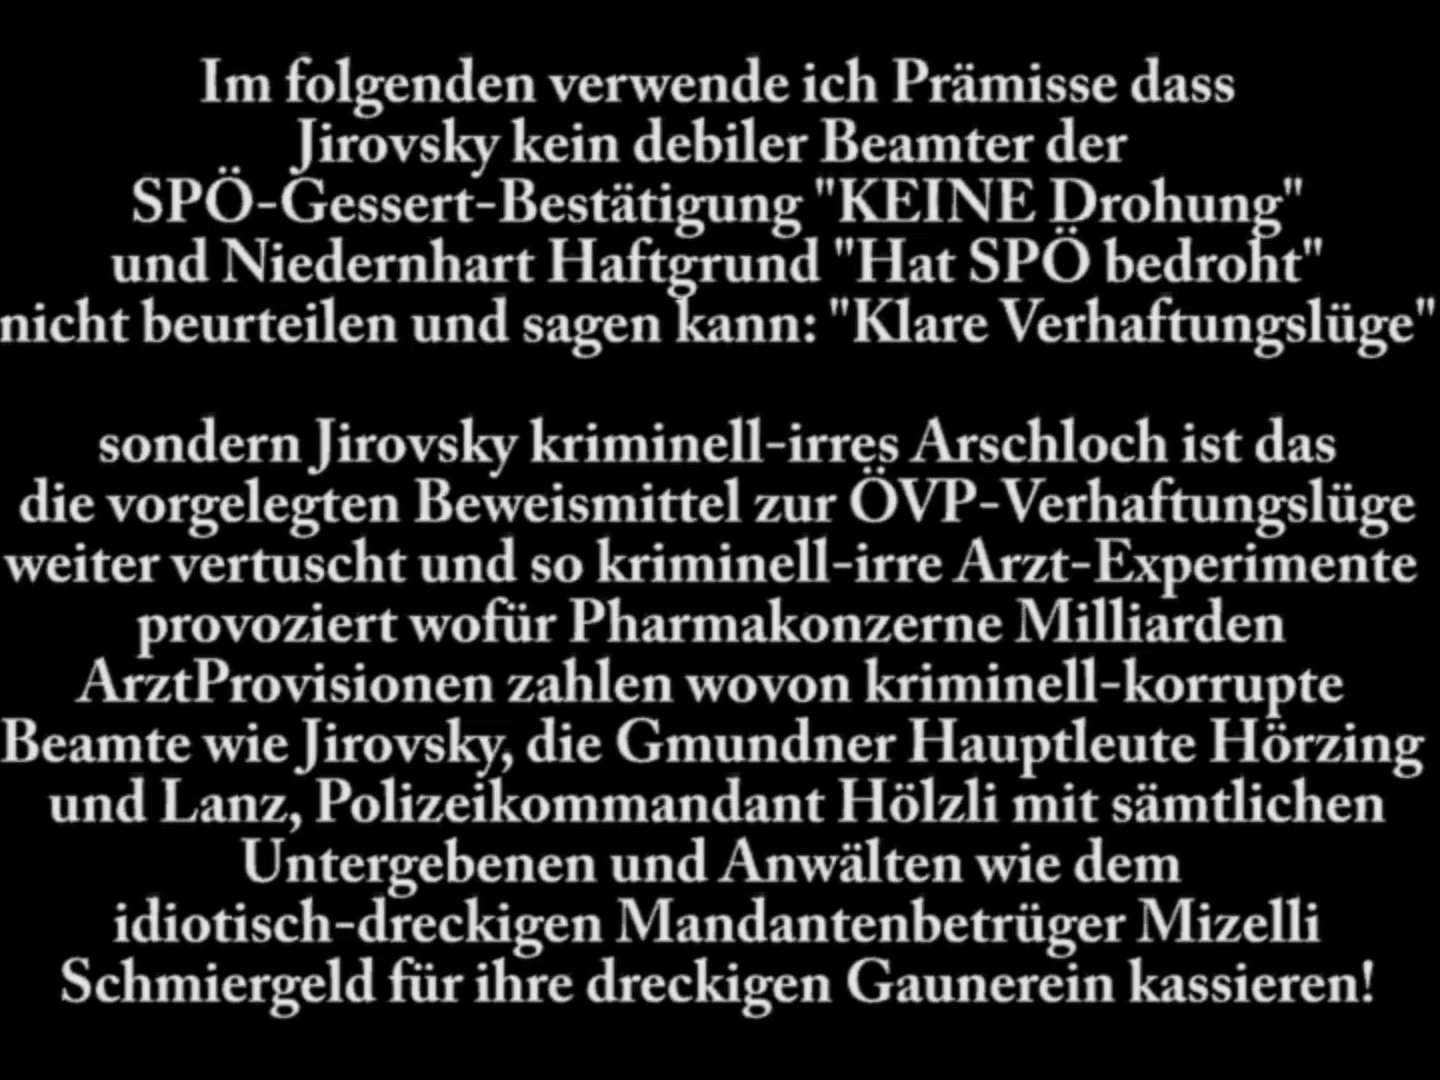 Im folgenden verwende ich Prämisse dass
Jirovsky kein debiler Beamter der
SPÖ-Gessert-Bestätigung "KEINE Drohung"
und Niedernhart Haftgrund "Hat SPÖ bedroht"
nicht beurteilen und sagen kann: "Klare Verhaftungslüge"
sondern Jirovsky kriminell-irres Arschloch ist das
die vorgelegten Beweismittel zur ÖVP-Verhaftungslüge
weiter vertuscht und so kriminell-irre Arzt-Experimente
provoziert wofür Pharmakonzerne Milliarden
ArztProvisionen zahlen wovon kriminell-korrupte
Beamte wie Jirovsky, die Gmundner Hauptleute Hörzing
und Lanz, Polizeikommandant Hölzli mit sämtlichen
Untergebenen und Anwälten wie dem
idiotisch-dreckigen Mandantenbetrüger Mizelli
Schmiergeld für ihre dreckigen Gaunerein kassieren!